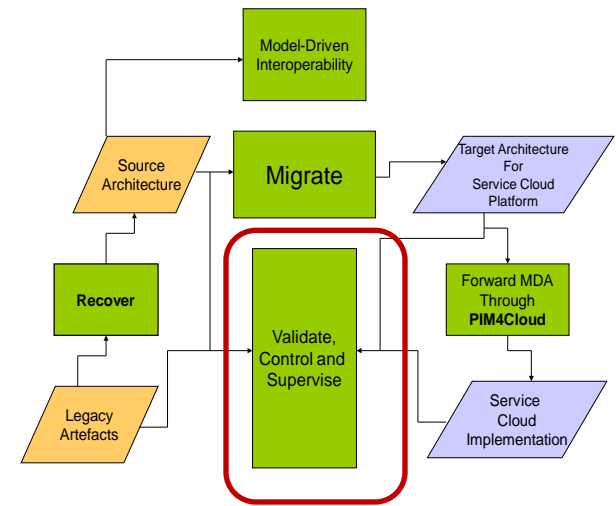 Model-Driven
Interoperability
Source
Architecture
Migrate
Target Architecture
For
Service Cloud
Platform
Recover
Validate,
Control and
Supervise
Forward MDA
Through
PIM4Cloud
Legacy
Artefacts
Service
Cloud
Implementation